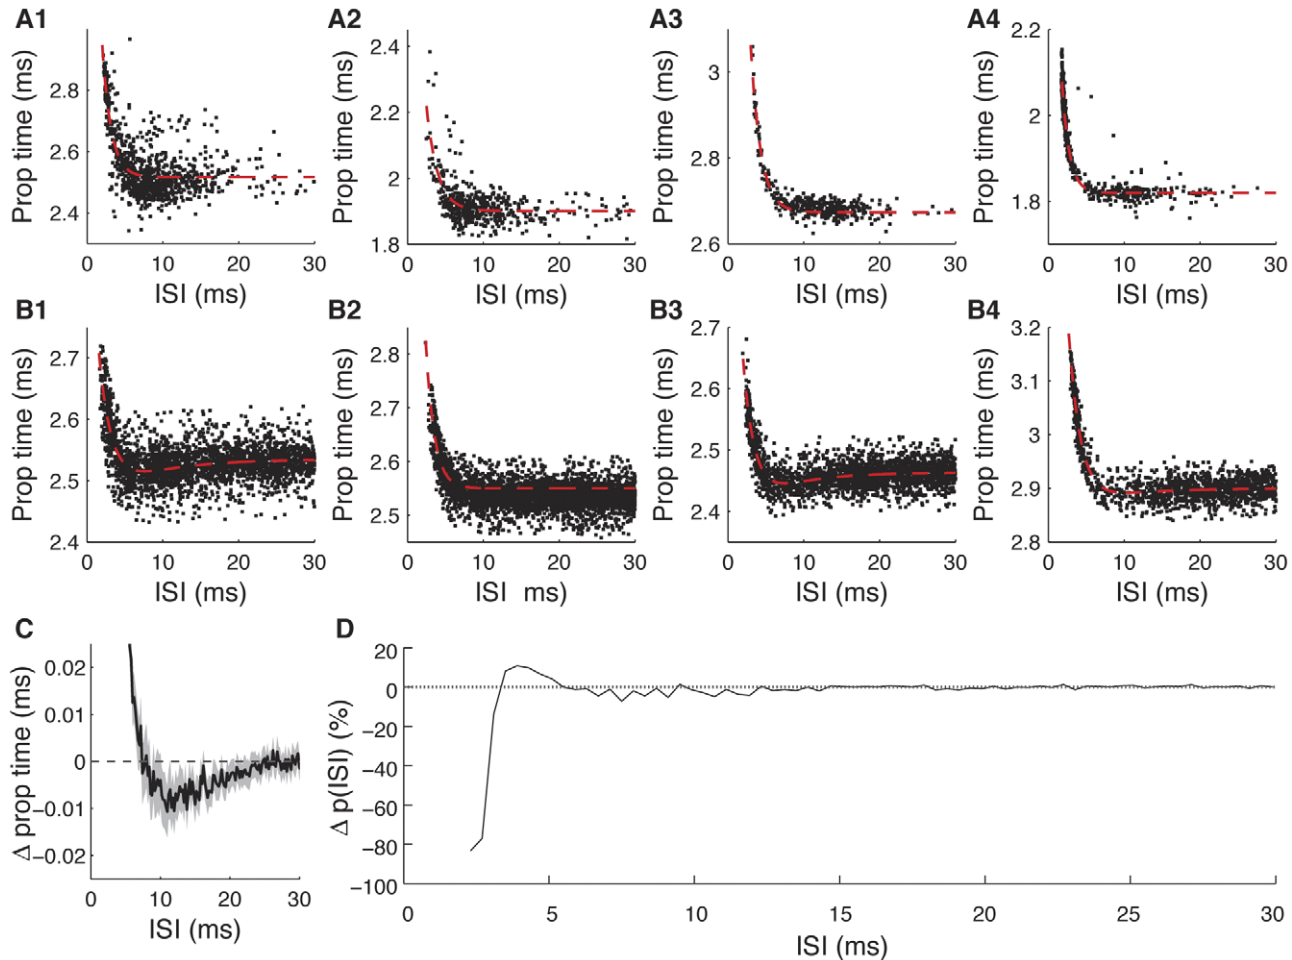 A1 A2 A3 A4
Prop time (ms) 2.8 2.6 2.4
Prop time (ms) 2.4 2.2 2 1.8
Prop time (ms) 3 2.8 2.6
Prop time (ms) 2.2 2 1.8
0 10 20 30 0 10 20 30 0 10 20 30 0 10 20 30
ISI (ms) ISI (ms) ISI (ms) ISI (ms)
B1 B2 B3 B4
Prop time (ms) 2.7 2.6 2.5 2.4
Prop time (ms) 2.8 2.7 2.6 2.5
Prop time (ms) 2.7 2.6 2.5 2.4
Prop time (ms) 3.2 3.1 3 2.9 2.8
0 10 20 30 0 10 20 30 0 10 20 30 0 10 20 30
ISI (ms) ISI ms) ISI (ms) ISI (ms)
C D
Δ prop time (ms) 0.02 0.01 0 −0.01 −0.02
0 10 20 30
ISI (ms)
Δ p(ISI) (%) 20 0 −20 −40 −60 −80 −100
0 5 10 15 20 25 30
ISI (ms)